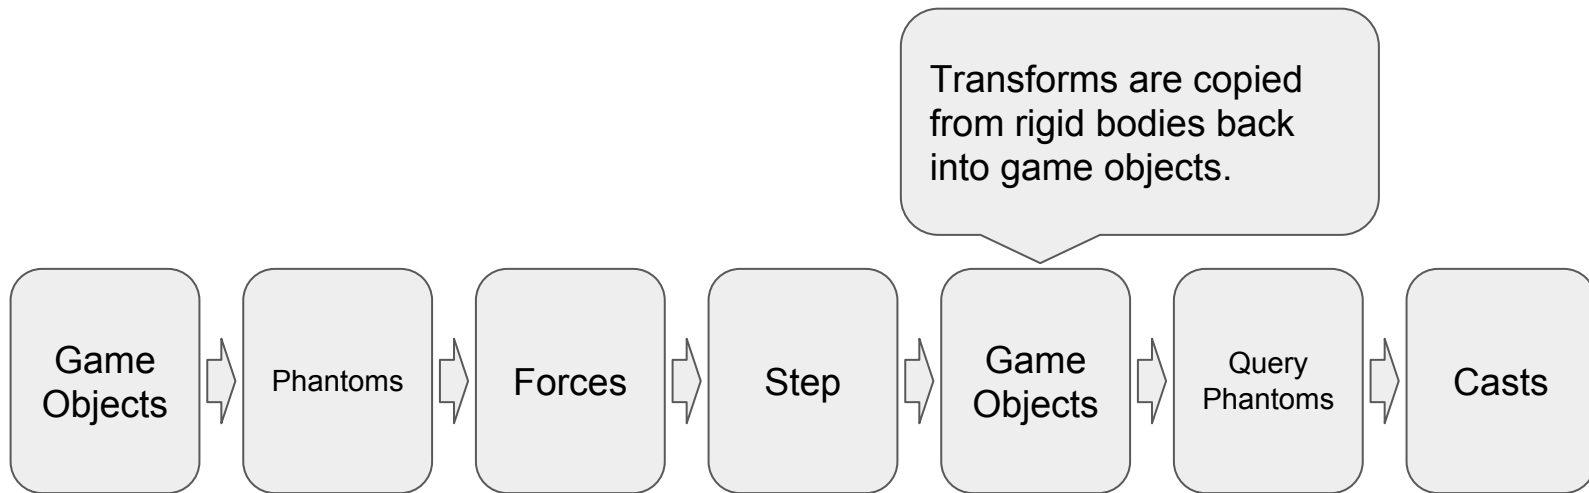 Transforms are copied
from rigid bodies back
into game objects.
Game
Objects
Phantoms
Forces
Step
Game
Objects
Query
Phantoms
Casts